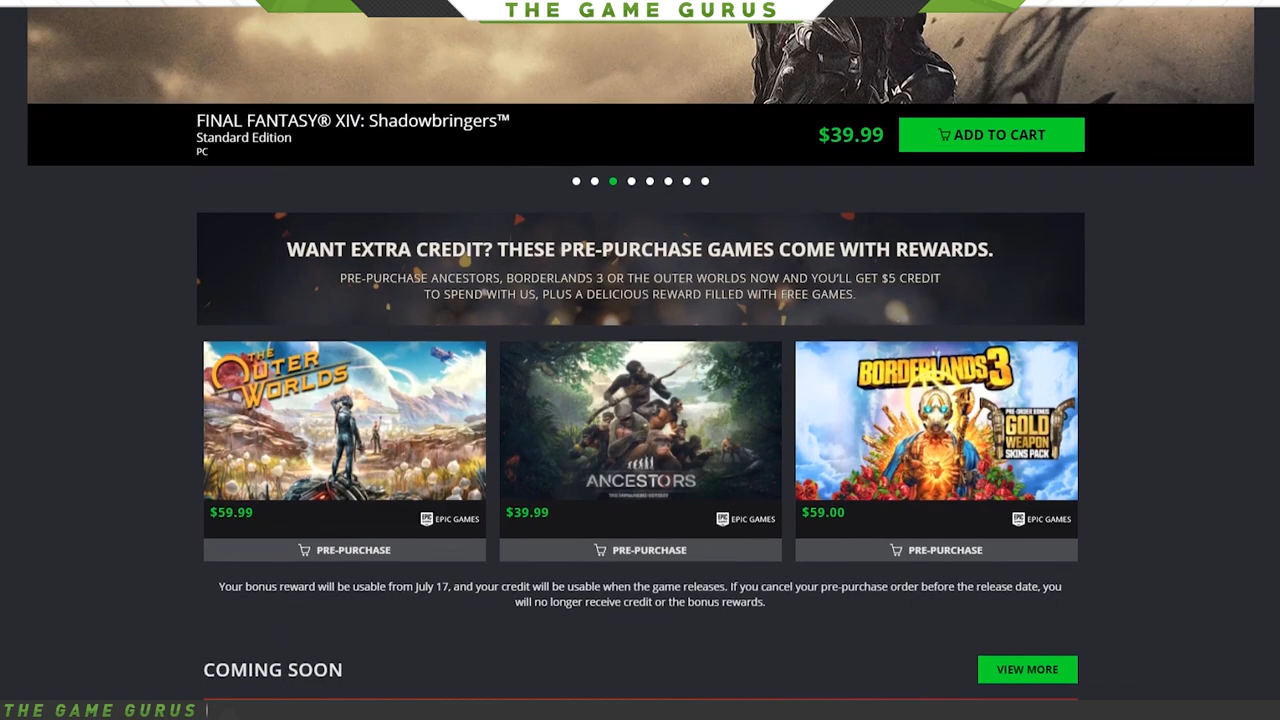 THE GAME GURUS
FINAL FANTASY® XIV: Shadowbringers™
Standard Edition
PC
$39.99
ADD TO CART
WANT EXTRA CREDIT? THESE PRE-PURCHASE GAMES COME WITH REWARDS.
PRE-PURCHASE ANCESTORS, BORDERLANDS 3 OR THE OUTER WORLDS NOW AND YOU'LL GET $5 CREDIT
TO SPEND WITH US, PLUS A DELICIOUS REWARD FILLED WITH FREE GAMES.
THE
OUTER
WORLDS
ANCESTORS
BORDERLANDS 3
PRE-ORDER BONUS
GOLD
WEAPON
SKINS PACK
$59.99
EPIC GAMES
$39.99
EPIC GAMES
$59.00
EPIC GAMES
PRE-PURCHASE
PRE-PURCHASE
PRE-PURCHASE
Your bonus reward will be usable from July 17, and your credit will be usable when the game releases. If you cancel your pre-purchase order before the release date, you
will no longer receive credit or the bonus rewards.
COMING SOON
VIEW MORE
THE GAME GURUS